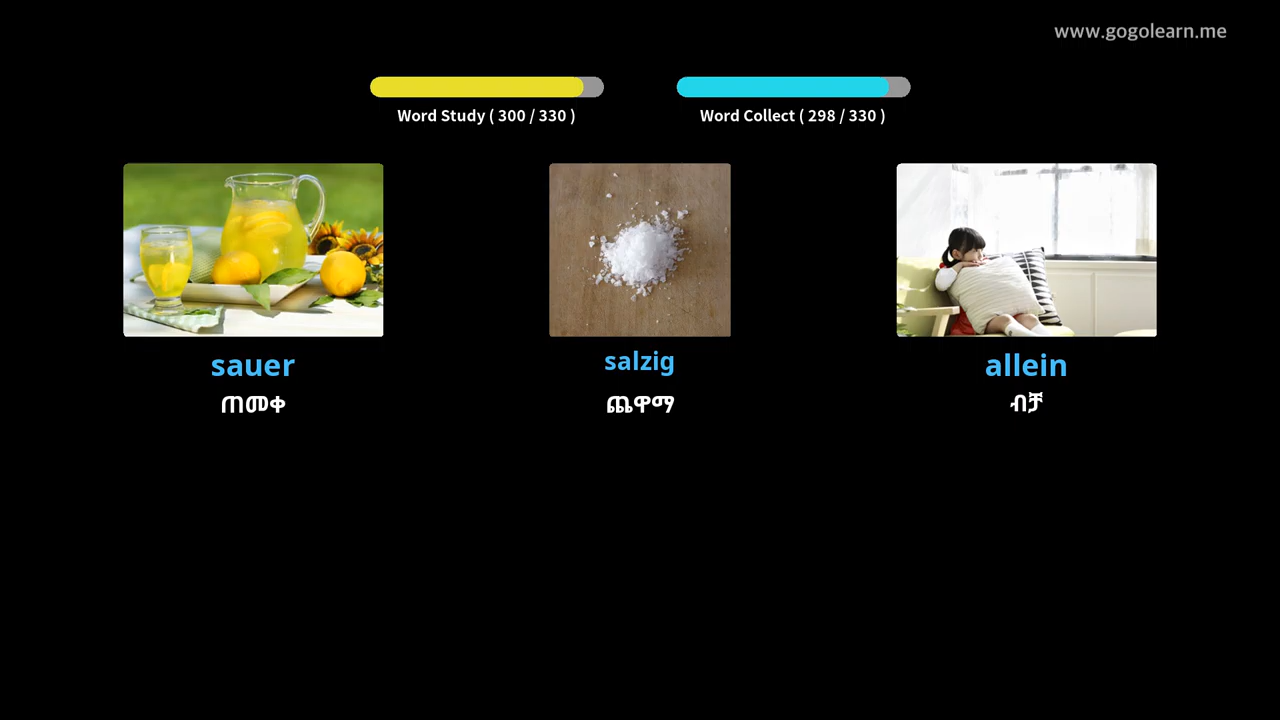 www.gogolearn.me
Word Study ( 300 / 330 )
Word Collect ( 298 / 330 )
sauer
salzig
allein
ጠመቀ
ጨዋማ
ብቻ